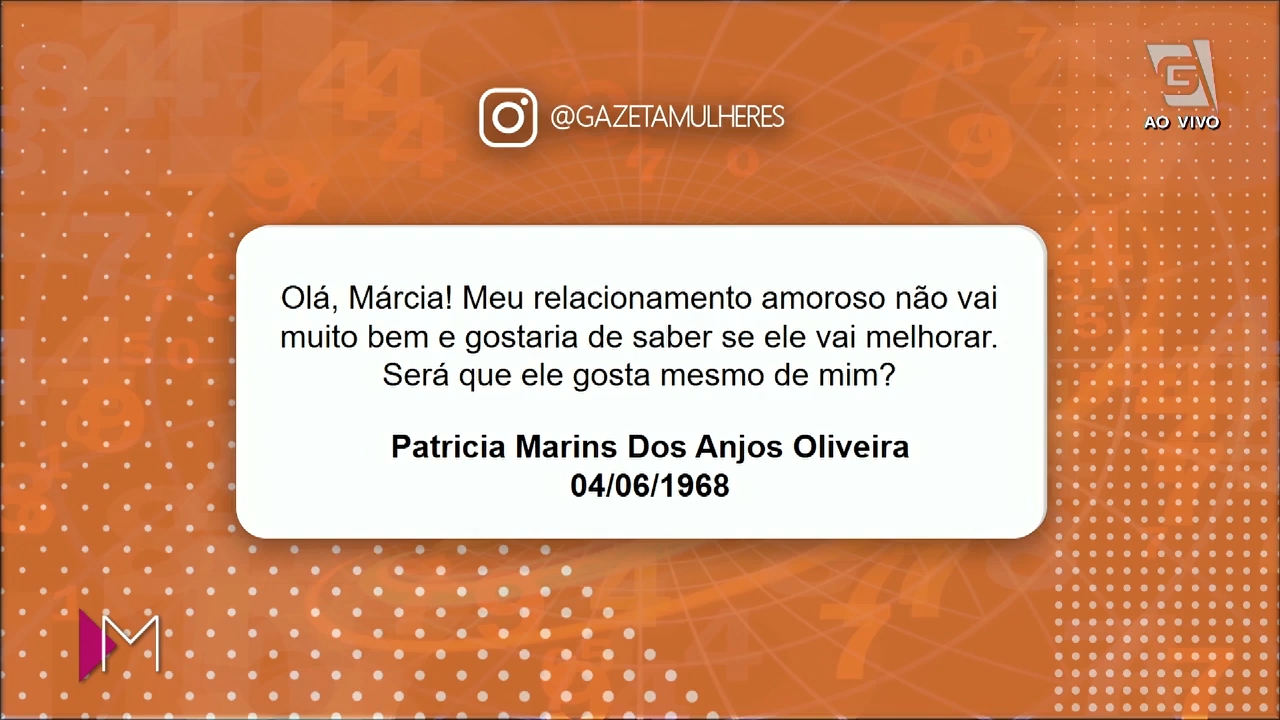 @GAZETAMULHERES
G
AO VIVO
Olá, Márcia! Meu relacionamento amoroso não vai
muito bem e gostaria de saber se ele vai melhorar.
Será que ele gosta mesmo de mim?
Patricia Marins Dos Anjos Oliveira
04/06/1968
M